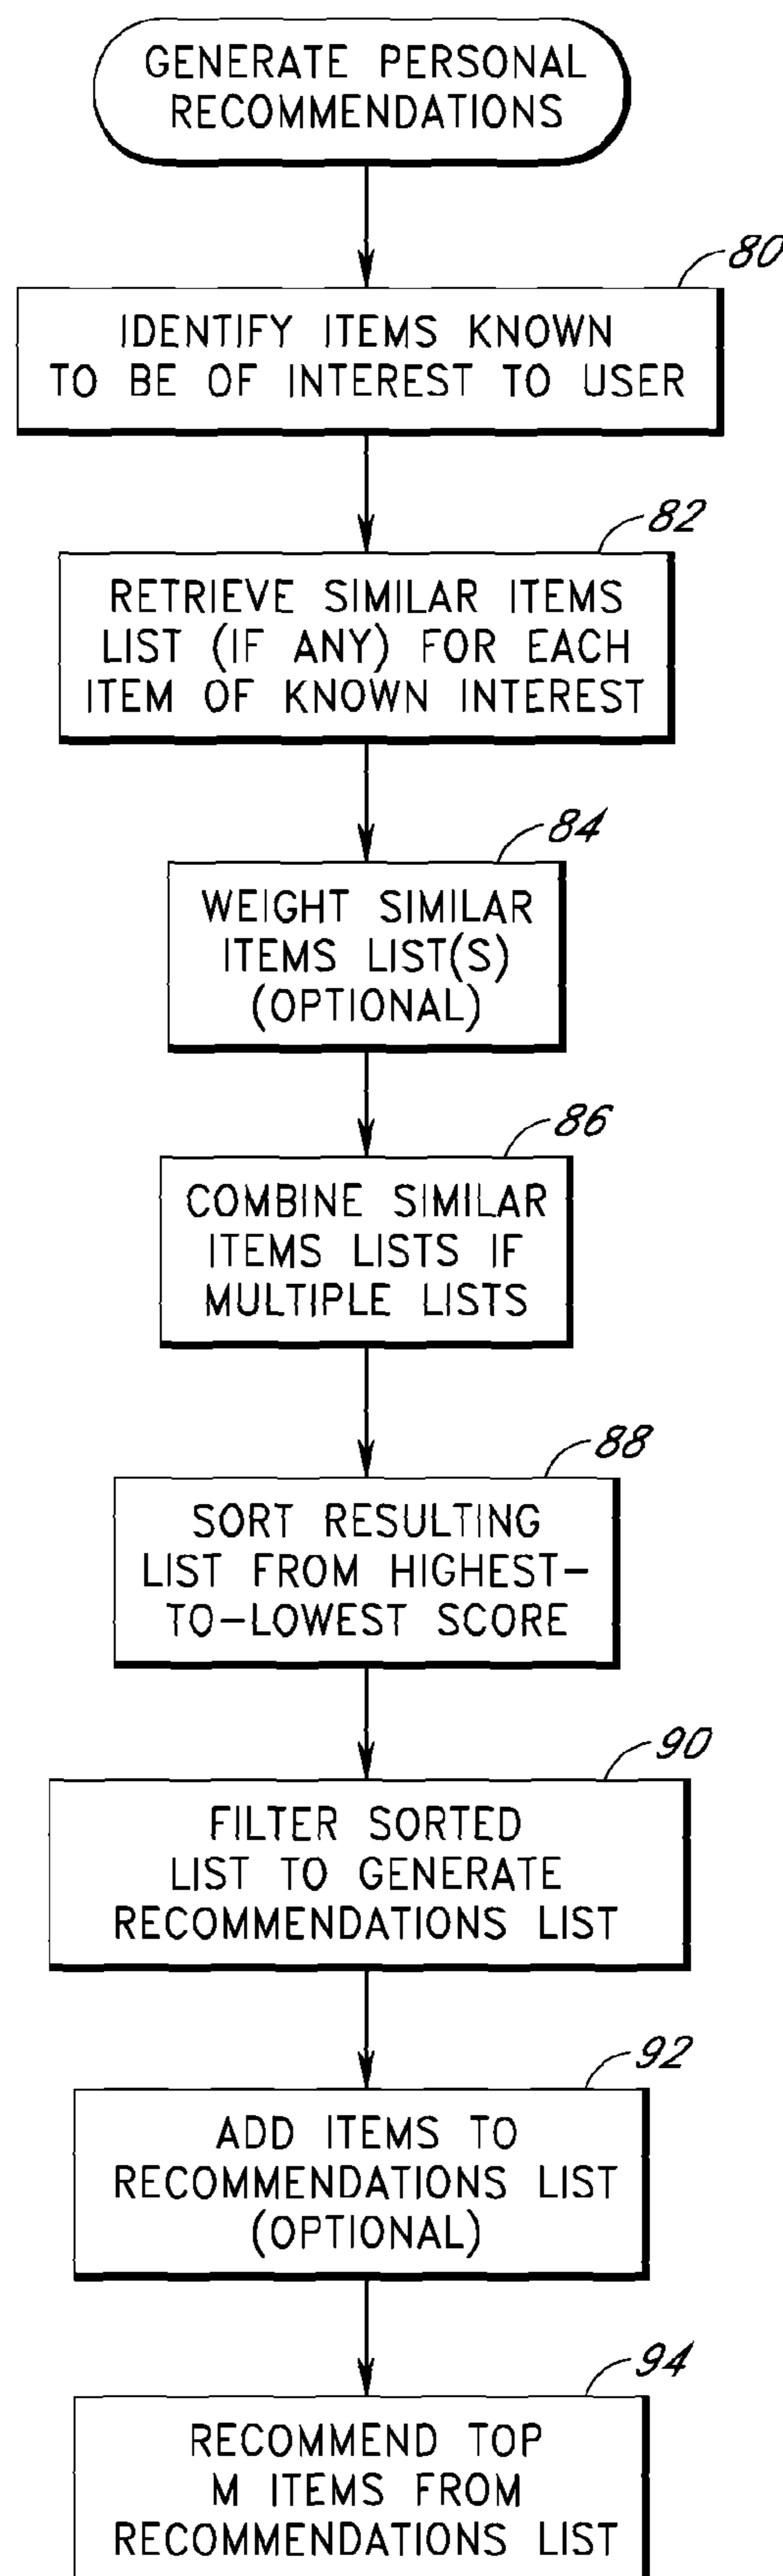 GENERATE PERSONAL
RECOMMENDATIONS
80
IDENTIFY ITEMS KNOWN
TO BE OF INTEREST TO USER
82
RETRIEVE SIMILAR ITEMS
LIST (IF ANY) FOR EACH
ITEM OF KNOWN INTEREST
84
WEIGHT SIMILAR
ITEMS LIST(S)
(OPTIONAL)
86
COMBINE SIMILAR
ITEMS LISTS IF
MULTIPLE LISTS
88
SORT RESULTING
LIST FROM HIGHEST-
TO-LOWEST SCORE
90
FILTER SORTED
LIST TO GENERATE
RECOMMENDATIONS LIST
92
ADD ITEMS TO
RECOMMENDATIONS LIST
(OPTIONAL)
94
RECOMMEND TOP
M ITEMS FROM
RECOMMENDATIONS LIST